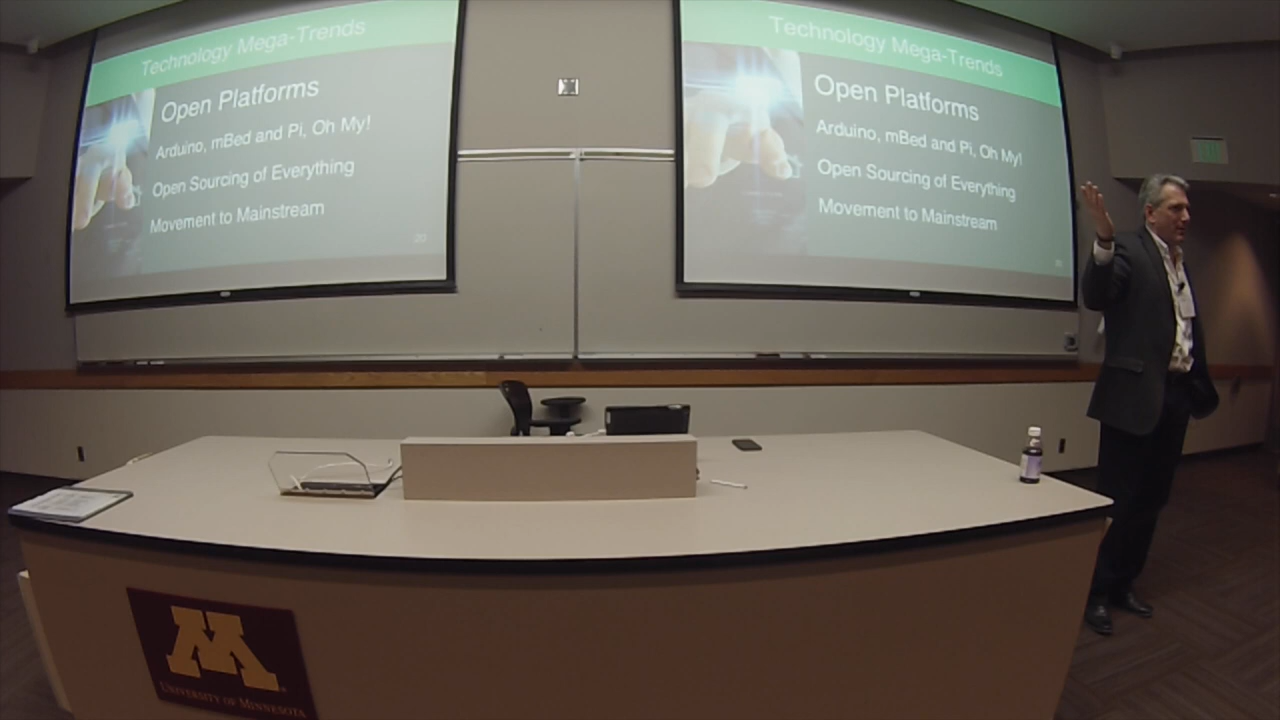 Technology Mega-Trends
Open Platforms
Arduino, mBed and Pi, Oh My!
Open Sourcing of Everything
Movement to Mainstream
20
Technology Mega-Trends
Open Platforms
Arduino, mBed and Pi, Oh My!
Open Sourcing of Everything
Movement to Mainstream
M
UNIVERSITY OF MINNESOTA